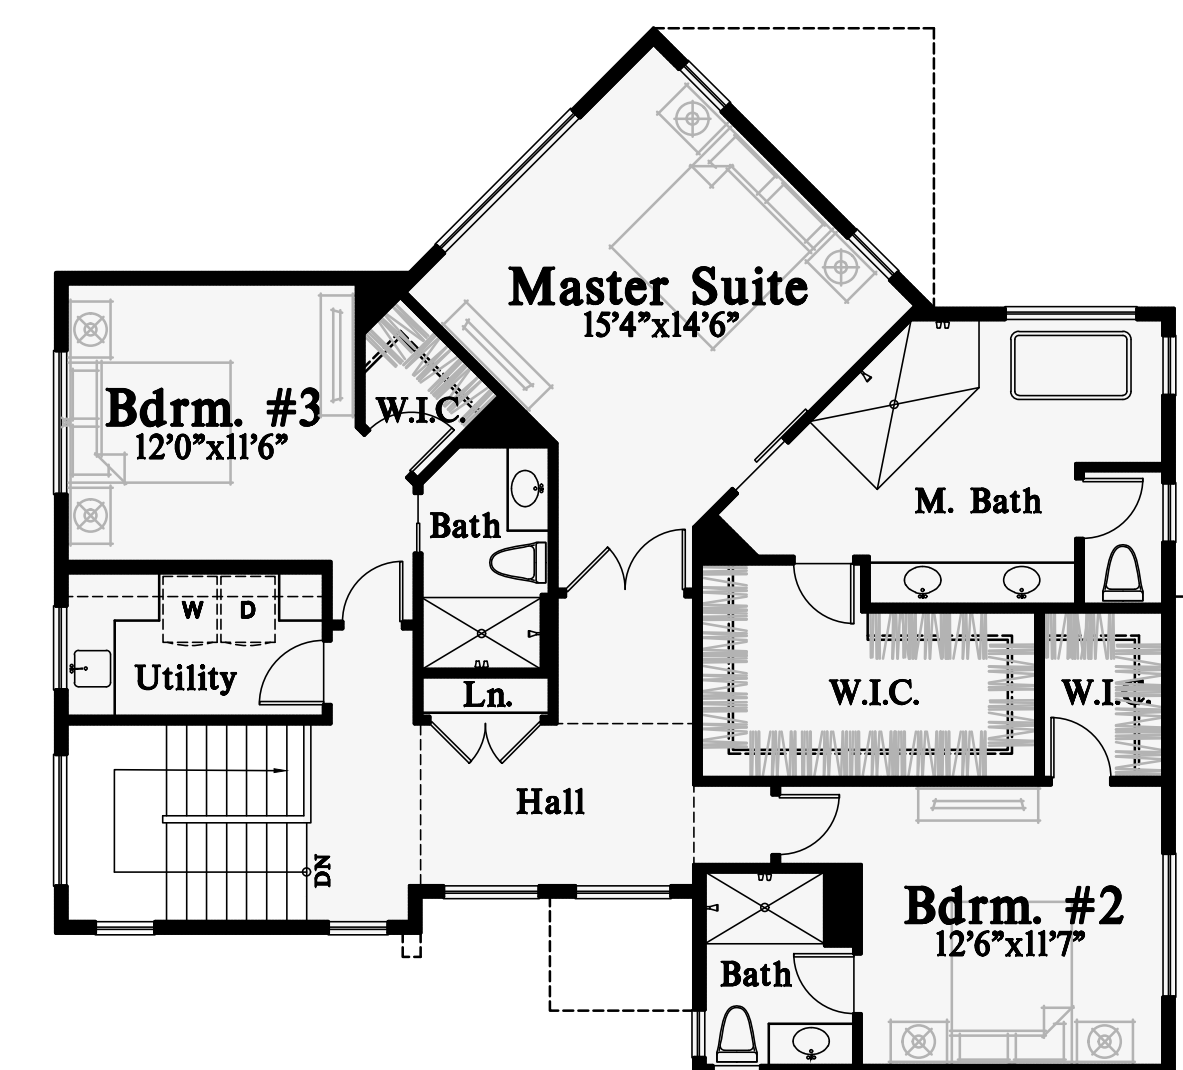 Master Suite
15’4”x14’6”
Bdrm. #3
12’0”x11’6”
W.I.C.
Bath
M. Bath
W
D
Utility
Ln.
W.I.C.
W.I.C.
Hall
DN
Bdrm. #2
12’6”x11’7”
Bath